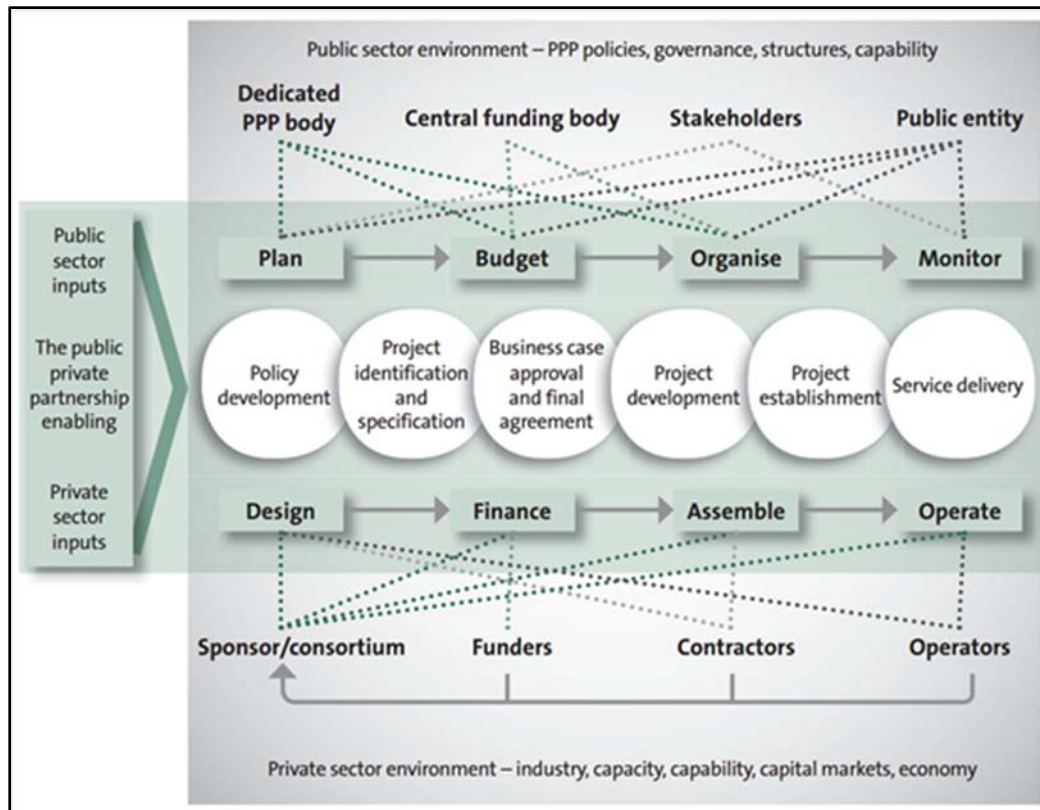 Public sector environment – PPP policies, governance, structures, capability
Dedicated
PPP body
Central funding body
Stakeholders
Public entity
Public
sector
inputs
Plan
Budget
Organise
Monitor
The public
private
partnership
enabling
Policy
development
Project
identification
and
specification
Business case
approval
and final
agreement
Project
development
Project
establishment
Service delivery
Private
sector
inputs
Design
Finance
Assemble
Operate
Sponsor/consortium
Funders
Contractors
Operators
Private sector environment – industry, capacity, capability, capital markets, economy